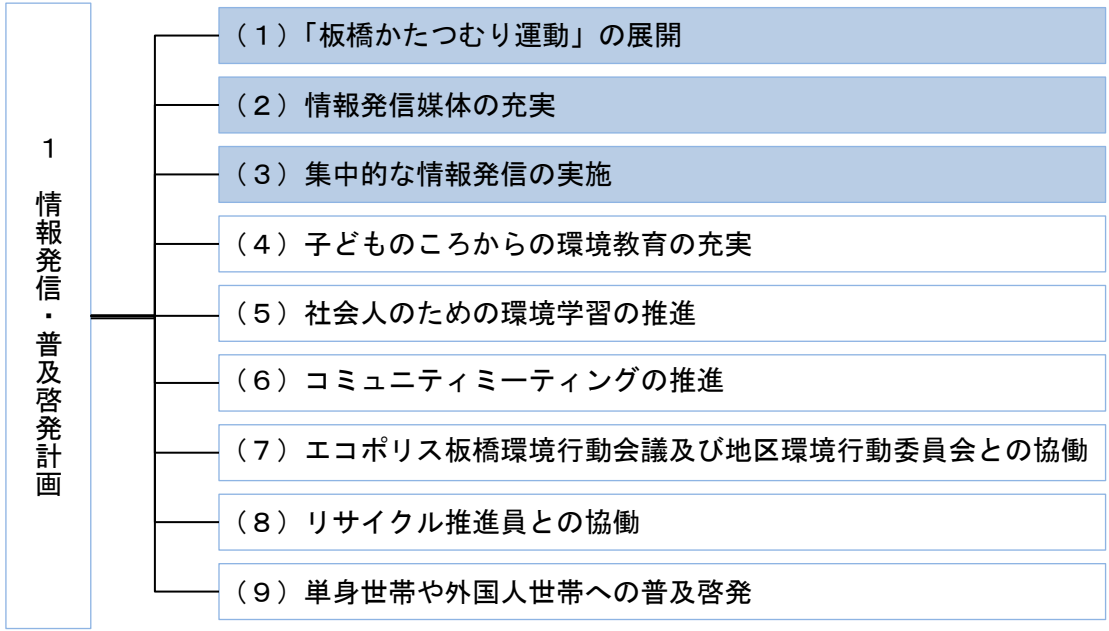 １　情報発信・普及啓発計画
（１）「板橋かたつむり運動」の展開
（２）情報発信媒体の充実
（３）集中的な情報発信の実施
（４）子どものころからの環境教育の充実
（５）社会人のための環境学習の推進
（６）コミュニティミーティングの推進
（７）エコポリス板橋環境行動会議及び地区環境行動委員会との協働
（８）リサイクル推進員との協働
（９）単身世帯や外国人世帯への普及啓発